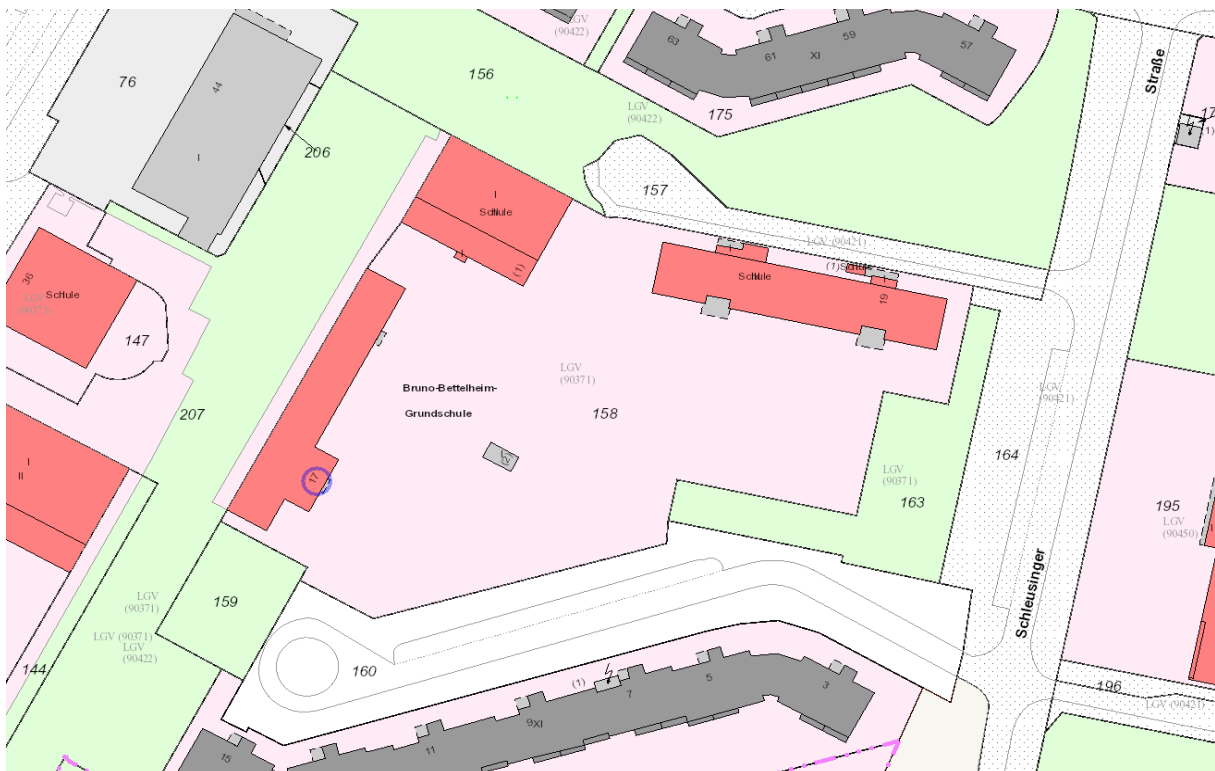 LGV
(90422)
63
59
57
61
XI
76
44
156
Straße
LGV
(90422)
175
17
(1)
I
206
157
I
Schule
LGV (90421)
36
Schule
LGV
147
(1)
Schule
(1)
Schule
19
LGV
(90371)
LGV
(90421)
Bruno-Bettelheim-
Grundschule
158
207
I
II
17
164
LGV
(90371)
163
195
LGV
(90450)
Schleusinger
159
LGV
(90371)
LGV (90371)
LGV
(90422)
144
160
(1)
7
5
3
196
LGV (90421)
9XI
11
15